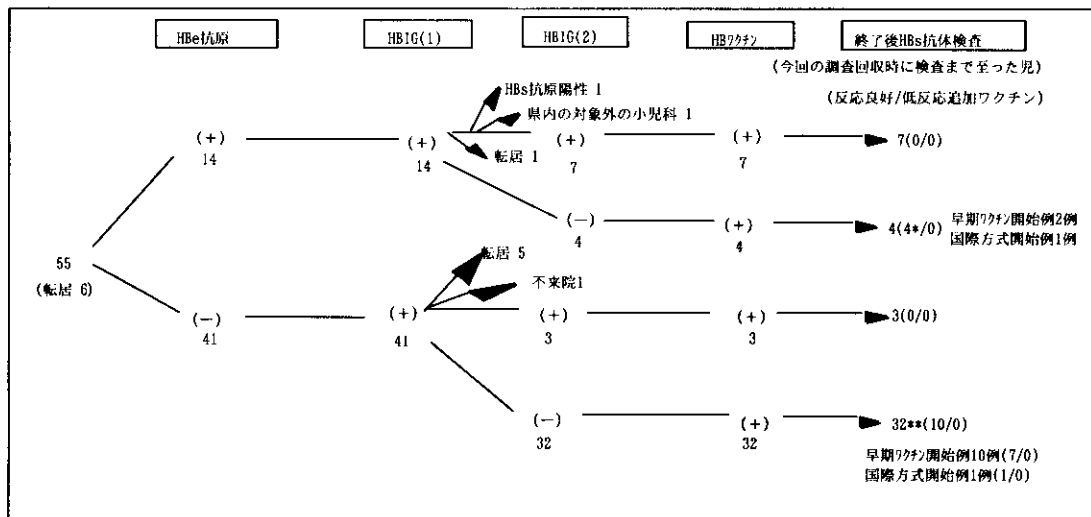 HBe抗原 HBIG(1) HBIG(2) HBワクチン 終了後HBs抗体検査
(今回の調査回収時に検査まで至った児)
(反応良好/低反応追加ワクチン)
HBs抗原陽性 1
県内の対象外の小児科 1
転居 1
(+) (+) (+) (+) 7(0/0)
14 14 7 7
(-) (+) 4(4*/0)
4 4
早期ワクチン開始例2例
国際方式開始例1例
55
(転居 6)
転居 5
不来院1
(-) (+) (+) (+) 3(0/0)
41 41 3 3
(-) (+) 32**(10/0)
32 32
早期ワクチン開始例10例(7/0)
国際方式開始例1例(1/0)